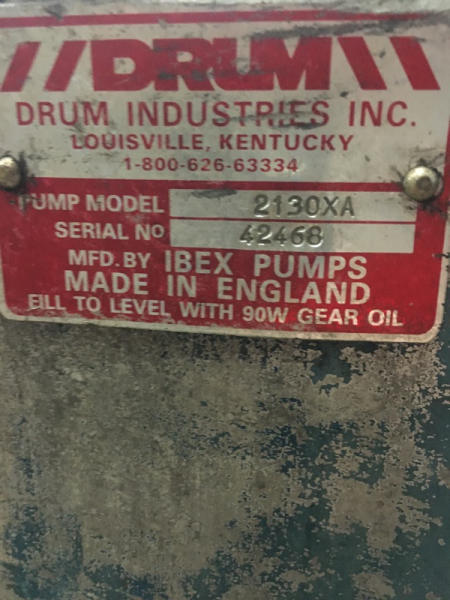 //DRUM\\
DRUM INDUSTRIES INC.
LOUISVILLE, KENTUCKY
1-800-626-63334
PUMP MODEL 2130XA
SERIAL NO 42468
MFD. BY IBEX PUMPS
MADE IN ENGLAND
FILL TO LEVEL WITH 90W GEAR OIL